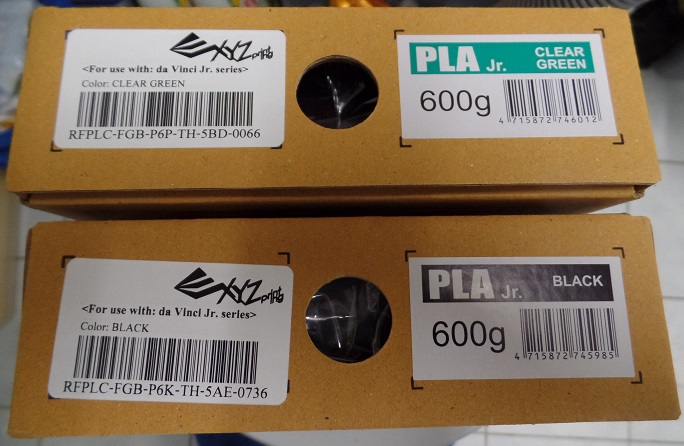 XYZprinting
<For use with: da Vinci Jr. series>
Color: CLEAR GREEN
RFPLC-FGB-P6P-TH-5BD-0066
PLA Jr. CLEAR
GREEN
600g
4 715872 746012
XYZprinting
<For use with: da Vinci Jr. series>
Color: BLACK
RFPLC-FGB-P6K-TH-5AE-0736
PLA Jr. BLACK
600g
4 715872 745985